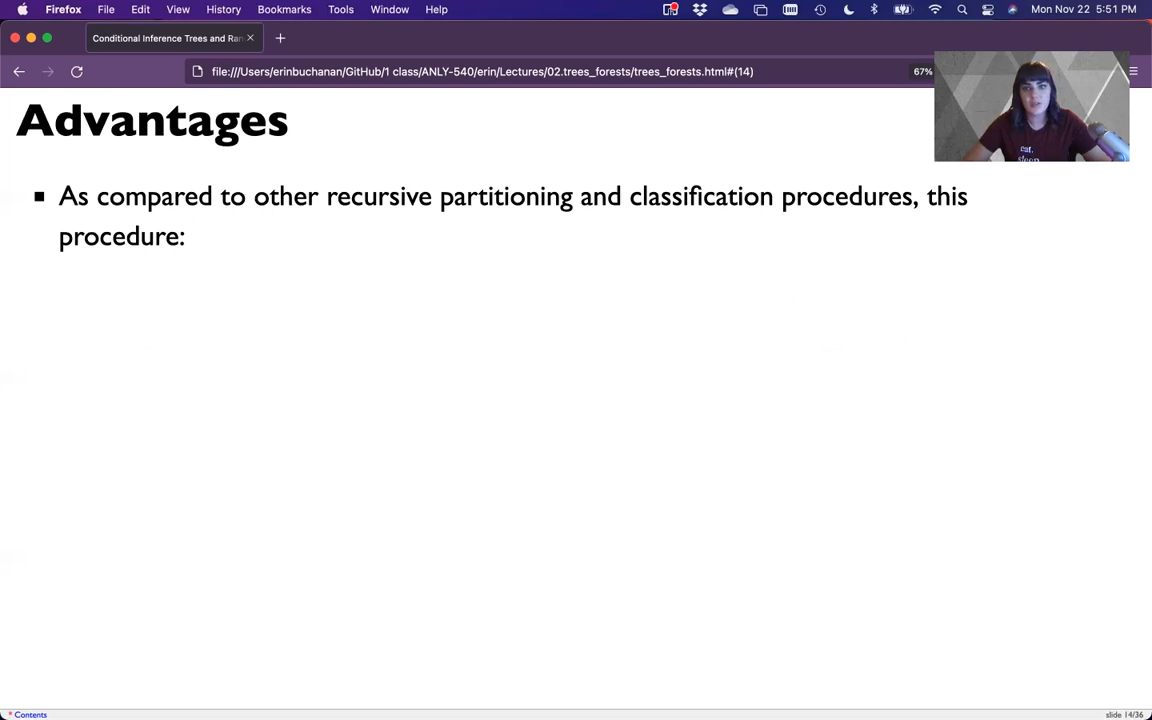 Firefox File Edit View History Bookmarks Tools Window Help Mon Nov 22 5:51 PM
Conditional Inference Trees and Ran
file:///Users/erinbuchanan/GitHub/1 class/ANLY-540/erin/Lectures/02.trees_forests/trees_forests.html#(14) 67%
Advantages
eat.
sleep
As compared to other recursive partitioning and classification procedures, this
procedure:
* Contents slide 14/36